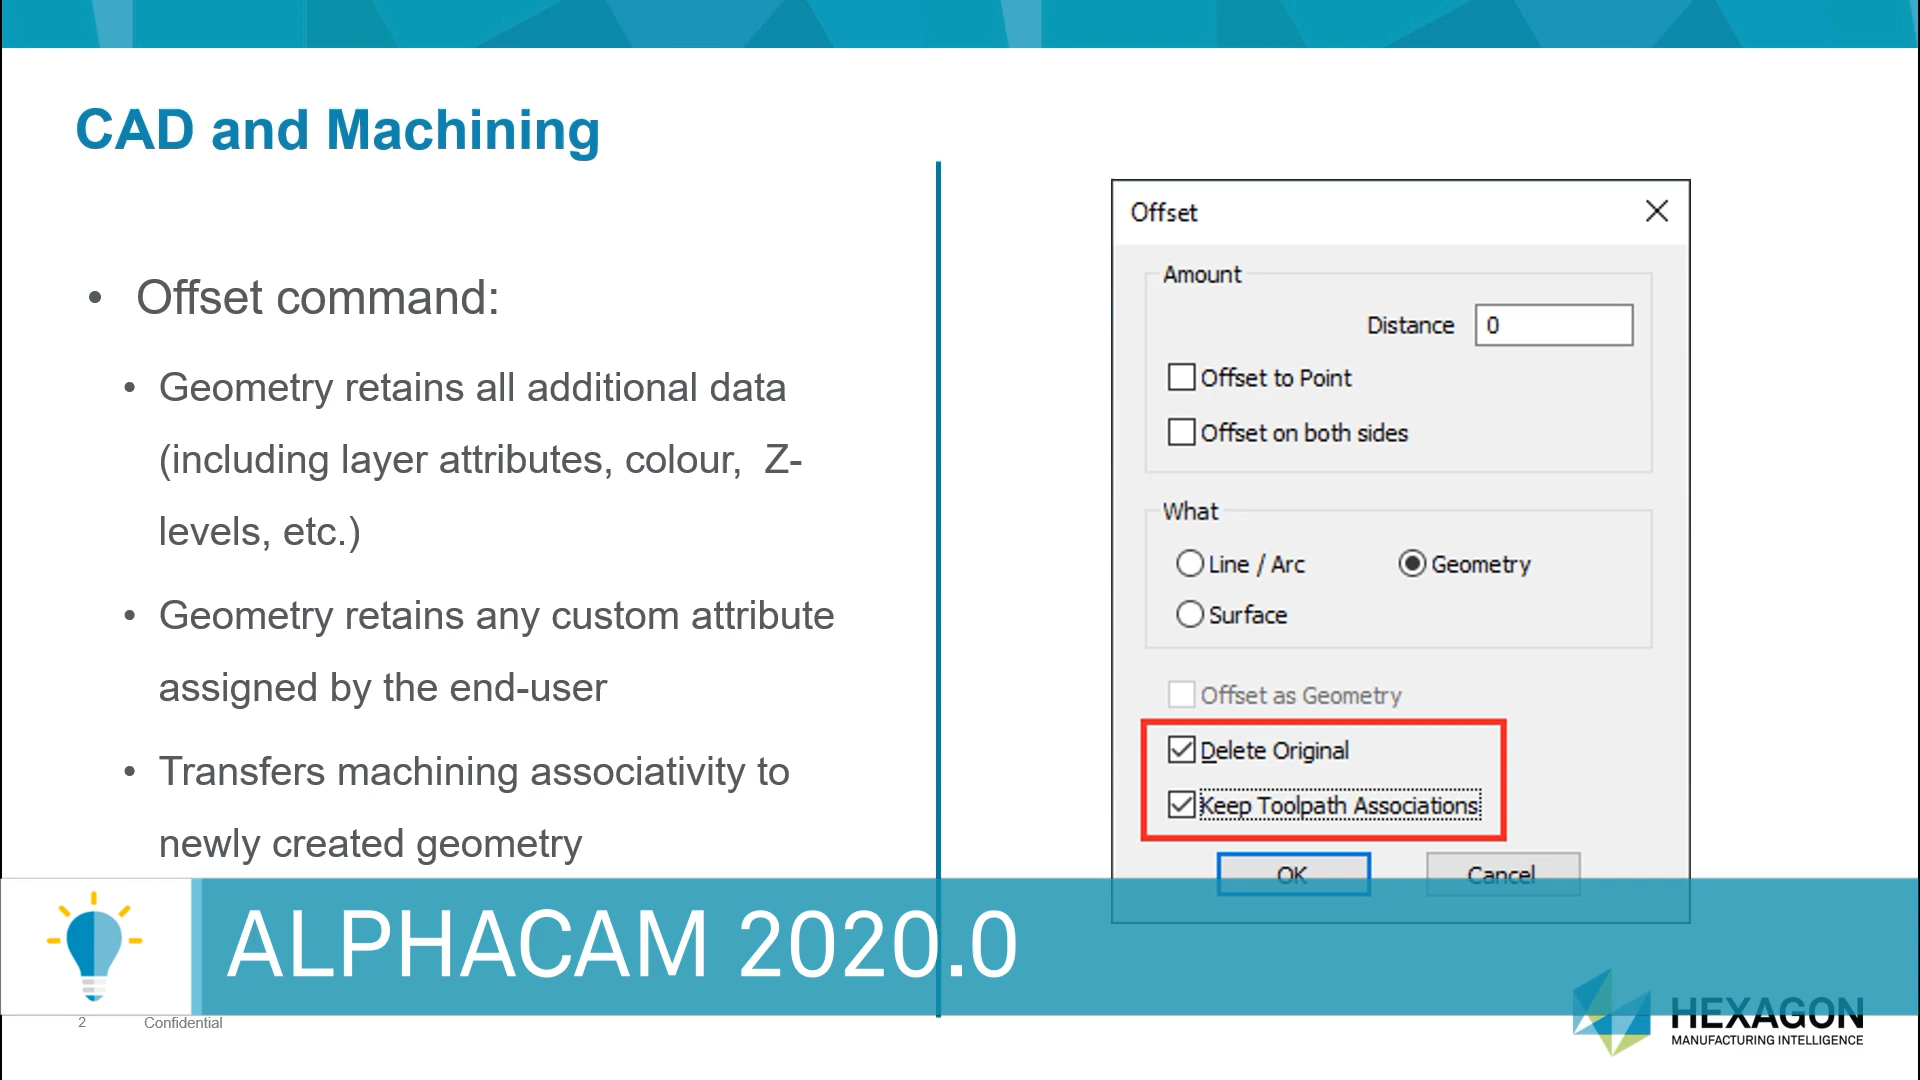 CAD and Machining
• Offset command:
• Geometry retains all additional data
(including layer attributes, colour,  Z-
levels, etc.)
• Geometry retains any custom attribute
assigned by the end-user
• Transfers machining associativity to
newly created geometry
Offset
Amount
Distance 0
Offset to Point
Offset on both sides
What
Line / Arc Geometry
Surface
Offset as Geometry
Delete Original
Keep Toolpath Associations
OK Cancel
ALPHACAM 2020.0
2 Confidential
HEXAGON
MANUFACTURING INTELLIGENCE